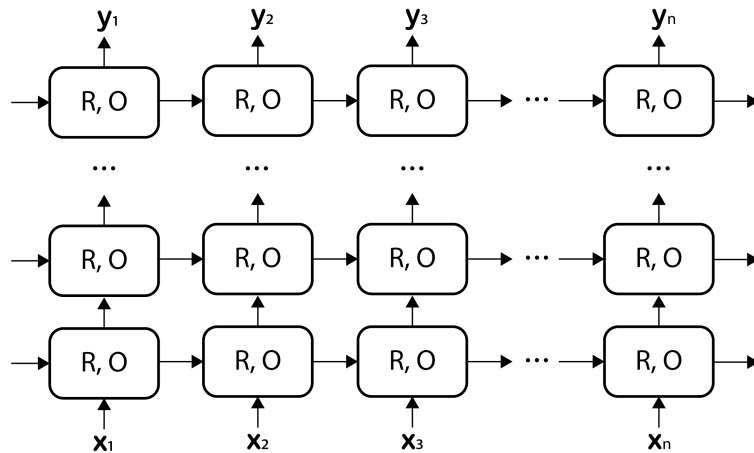 y1 y2 y3 yn
R, O R, O R, O ... R, O
... ... ... ...
R, O R, O R, O ... R, O
R, O R, O R, O ... R, O
x1 x2 x3 xn